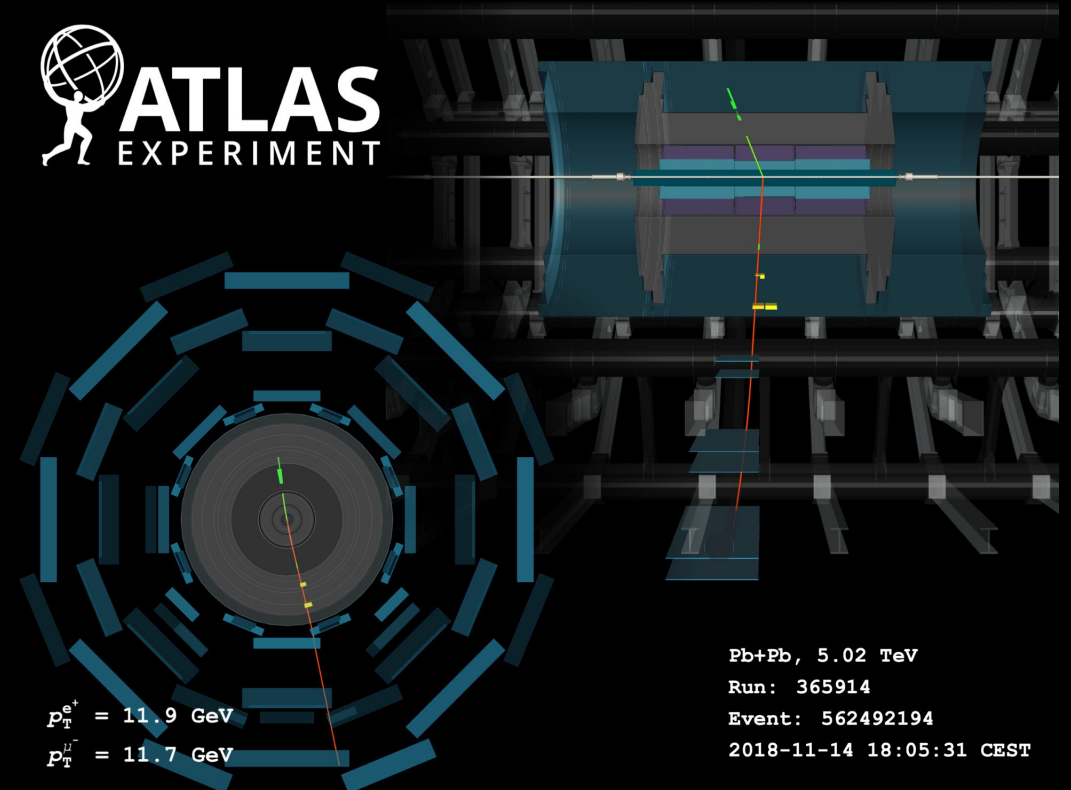 ATLAS
EXPERIMENT
p_T^{e^+} = 11.9 GeV
p_T^{μ^-} = 11.7 GeV
Pb+Pb, 5.02 TeV
Run: 365914
Event: 562492194
2018-11-14 18:05:31 CEST